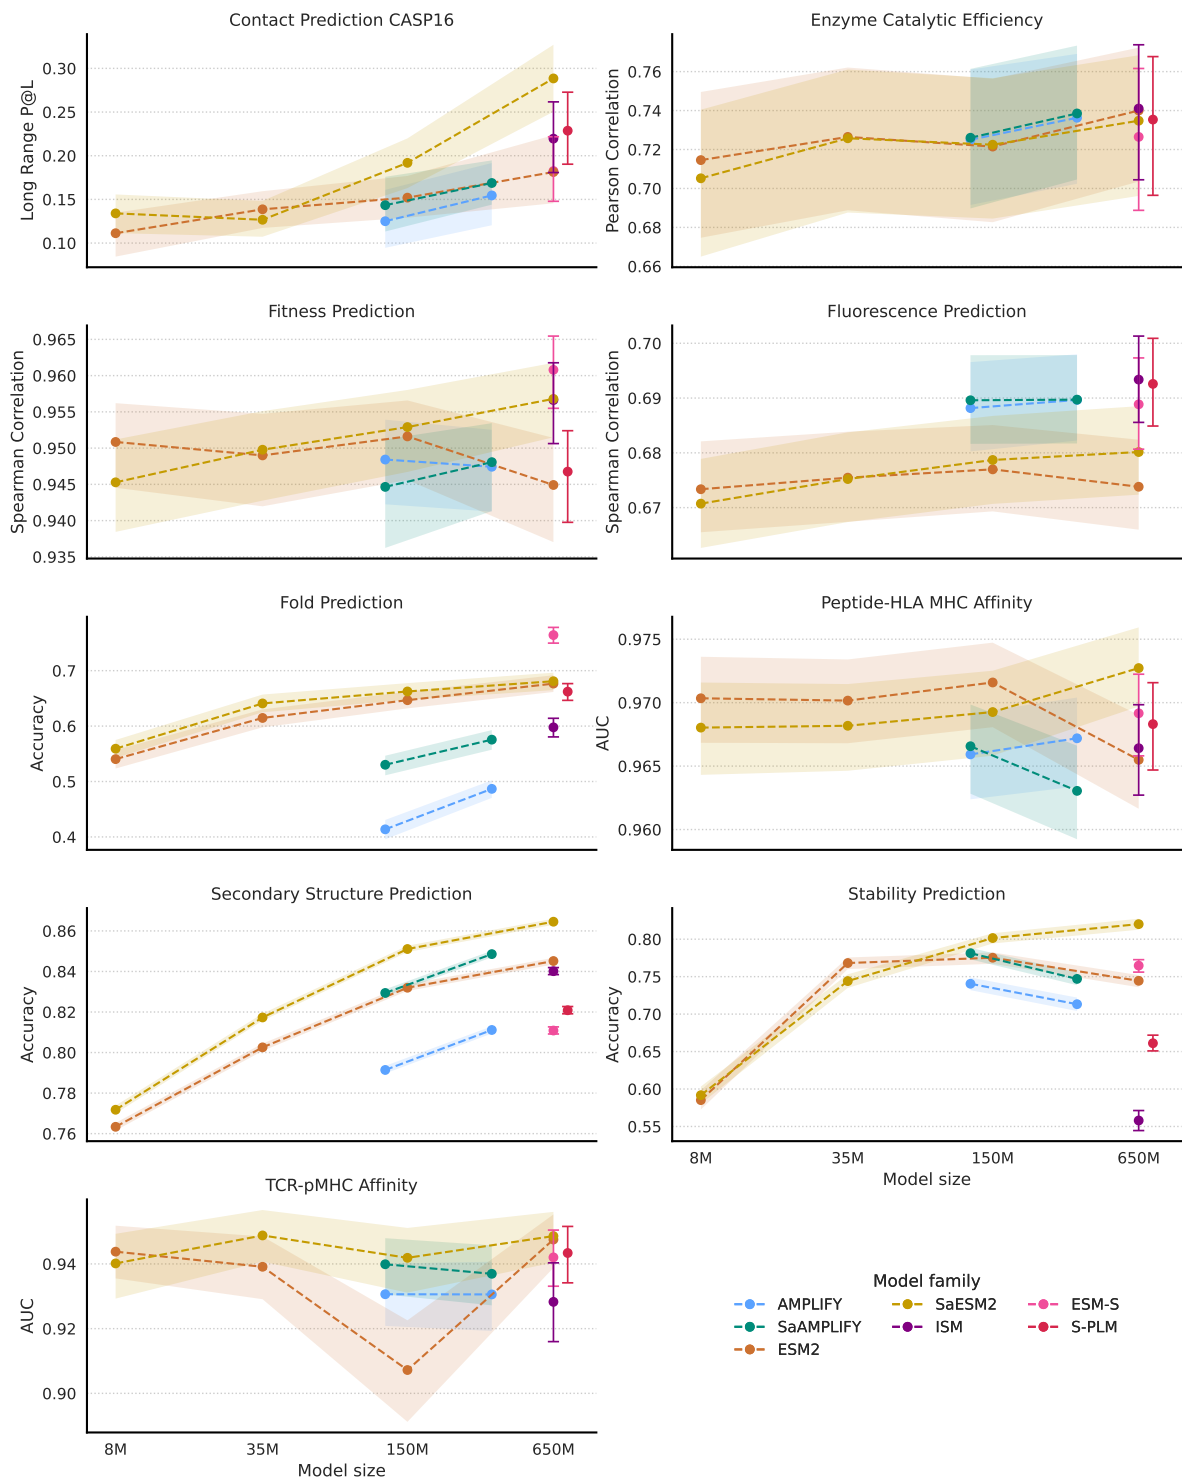 Contact Prediction CASP16
Long Range P@L
0.30
0.25
0.20
0.15
0.10
Enzyme Catalytic Efficiency
Pearson Correlation
0.76
0.74
0.72
0.70
0.68
0.66
Fitness Prediction
Spearman Correlation
0.965
0.960
0.955
0.950
0.945
0.940
0.935
Fluorescence Prediction
Spearman Correlation
0.70
0.69
0.68
0.67
Fold Prediction
Accuracy
0.7
0.6
0.5
0.4
Peptide-HLA MHC Affinity
AUC
0.975
0.970
0.965
0.960
Secondary Structure Prediction
Accuracy
0.86
0.84
0.82
0.80
0.78
0.76
Stability Prediction
Accuracy
0.80
0.75
0.70
0.65
0.60
0.55
8M 35M 150M 650M
Model size
TCR-pMHC Affinity
AUC
0.94
0.92
0.90
8M 35M 150M 650M
Model size
Model family
AMPLIFY SaESM2 ESM-S
SaAMPLIFY ISM S-PLM
ESM2